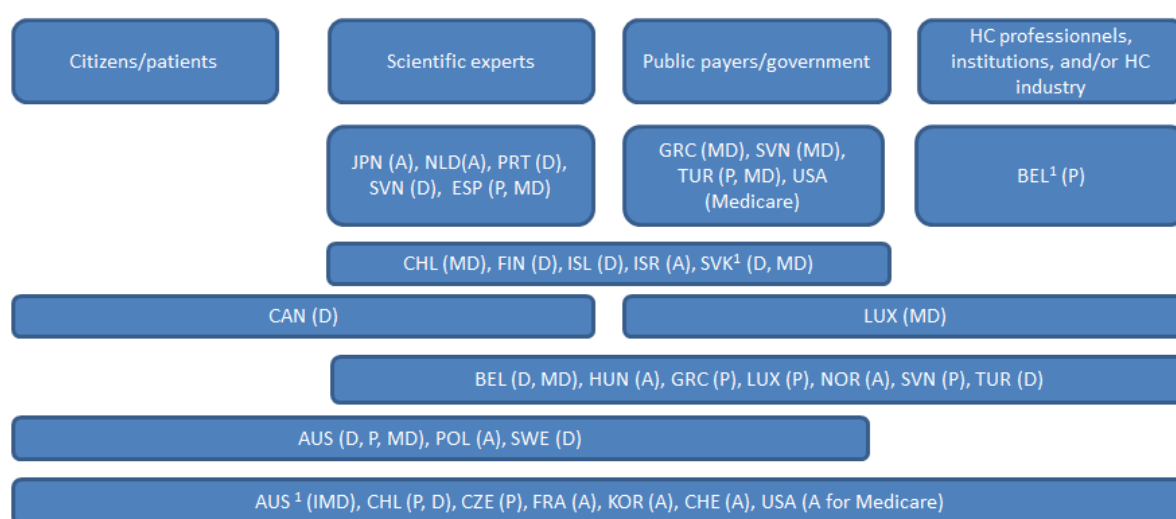 Citizens/patients
Scientific experts
Public payers/government
HC professionnels,
institutions, and/or HC
industry
JPN (A), NLD(A), PRT (D),
SVN (D), ESP (P, MD)
GRC (MD), SVN (MD),
TUR (P, MD), USA
(Medicare)
BEL¹ (P)
CHL (MD), FIN (D), ISL (D), ISR (A), SVK¹ (D, MD)
CAN (D)
LUX (MD)
BEL (D, MD), HUN (A), GRC (P), LUX (P), NOR (A), SVN (P), TUR (D)
AUS (D, P, MD), POL (A), SWE (D)
AUS ¹ (IMD), CHL (P, D), CZE (P), FRA (A), KOR (A), CHE (A), USA (A for Medicare)